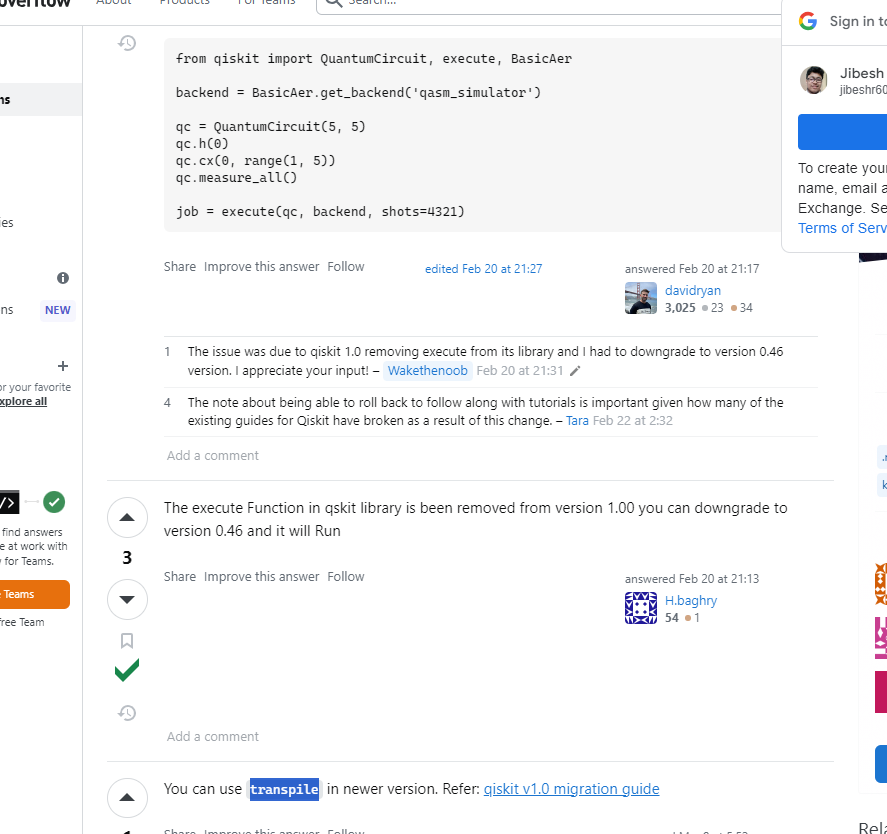 overflow
About
Products
For Teams
Search...
from qiskit import QuantumCircuit, execute, BasicAer
backend = BasicAer.get_backend('qasm_simulator')
qc = QuantumCircuit(5, 5)
qc.h(0)
qc.cx(0, range(1, 5))
qc.measure_all()
job = execute(qc, backend, shots=4321)
Sign in to
Jibesh
jibeshr60
To create your
name, email a
Exchange. Se
Terms of Serv
Share Improve this answer Follow
edited Feb 20 at 21:27
answered Feb 20 at 21:17
davidryan
3,025 23 34
1 The issue was due to qiskit 1.0 removing execute from its library and I had to downgrade to version 0.46
version. I appreciate your input! – Wakethenoob Feb 20 at 21:31
4 The note about being able to roll back to follow along with tutorials is important given how many of the
existing guides for Qiskit have broken as a result of this change. – Tara Feb 22 at 2:32
Add a comment
3
The execute Function in qskit library is been removed from version 1.00 you can downgrade to
version 0.46 and it will Run
Share Improve this answer Follow
answered Feb 20 at 21:13
H.baghry
54 1
Add a comment
You can use transpile in newer version. Refer: qiskit v1.0 migration guide
Share Improve this answer Follow
ns
ies
ns NEW
or your favorite
xplore all
</>
find answers
e at work with
v for Teams.
Teams
free Team
Rela